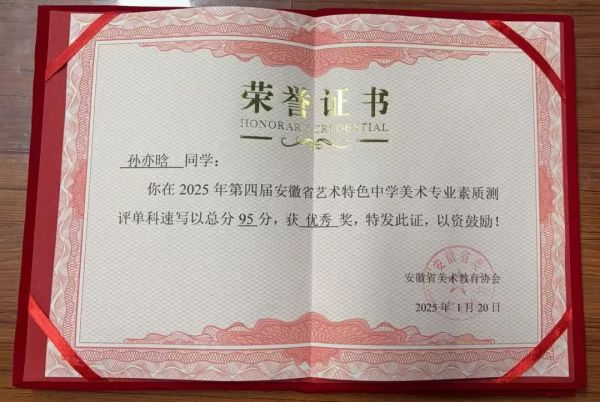 荣誉证书
HONORARY CREDENTIAL
孙亦晗 同学：
你在 2025 年第四届安徽省艺术特色中学美术专业素质测
评单科速写以总分 95 分，获 优秀 奖，特发此证，以资鼓励！
安徽省美术教育协会
2025 年 1 月 20 日